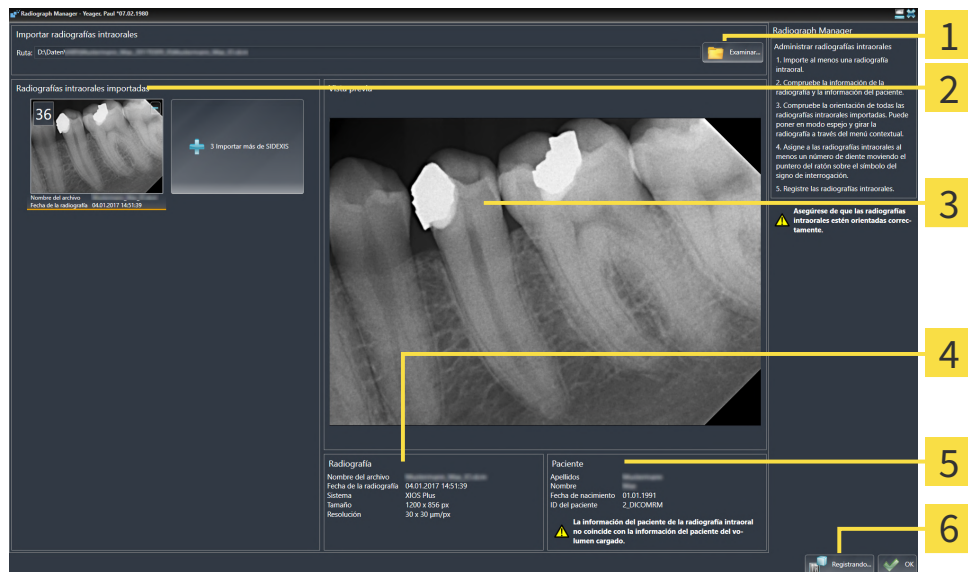 Radiograph Manager - Yeager, Paul *07.02.1980
Importar radiografías intraorales
Ruta: D:\Daten\
Examinar...
Radiografías intraorales importadas
36
3 Importar más de SIDEXIS
Nombre del archivo
Fecha de la radiografía 04.01.2017 14:51:39
Vista previa
Radiografía
Nombre del archivo
Fecha de la radiografía 04.01.2017 14:51:39
Sistema XIOS Plus
Tamaño 1200 x 856 px
Resolución 30 x 30 µm/px
Paciente
Apellidos
Nombre
Fecha de nacimiento 01.01.1991
ID del paciente 2_DICOMRM
La información del paciente de la radiografía intraoral
no coincide con la información del paciente del vo-
lumen cargado.
Radiograph Manager
Administrar radiografías intraorales
1. Importe al menos una radiografía
intraoral.
2. Compruebe la información de la
radiografía y la información del paciente.
3. Compruebe la orientación de todas las
radiografías intraorales importadas. Puede
poner en modo espejo y girar la
radiografía a través del menú contextual.
4. Asigne a las radiografías intraorales al
menos un número de diente moviendo el
puntero del ratón sobre el símbolo del
signo de interrogación.
5. Registre las radiografías intraorales.
Asegúrese de que las radiografías
intraorales estén orientadas correc-
tamente.
Registrando...
OK
1
2
3
4
5
6